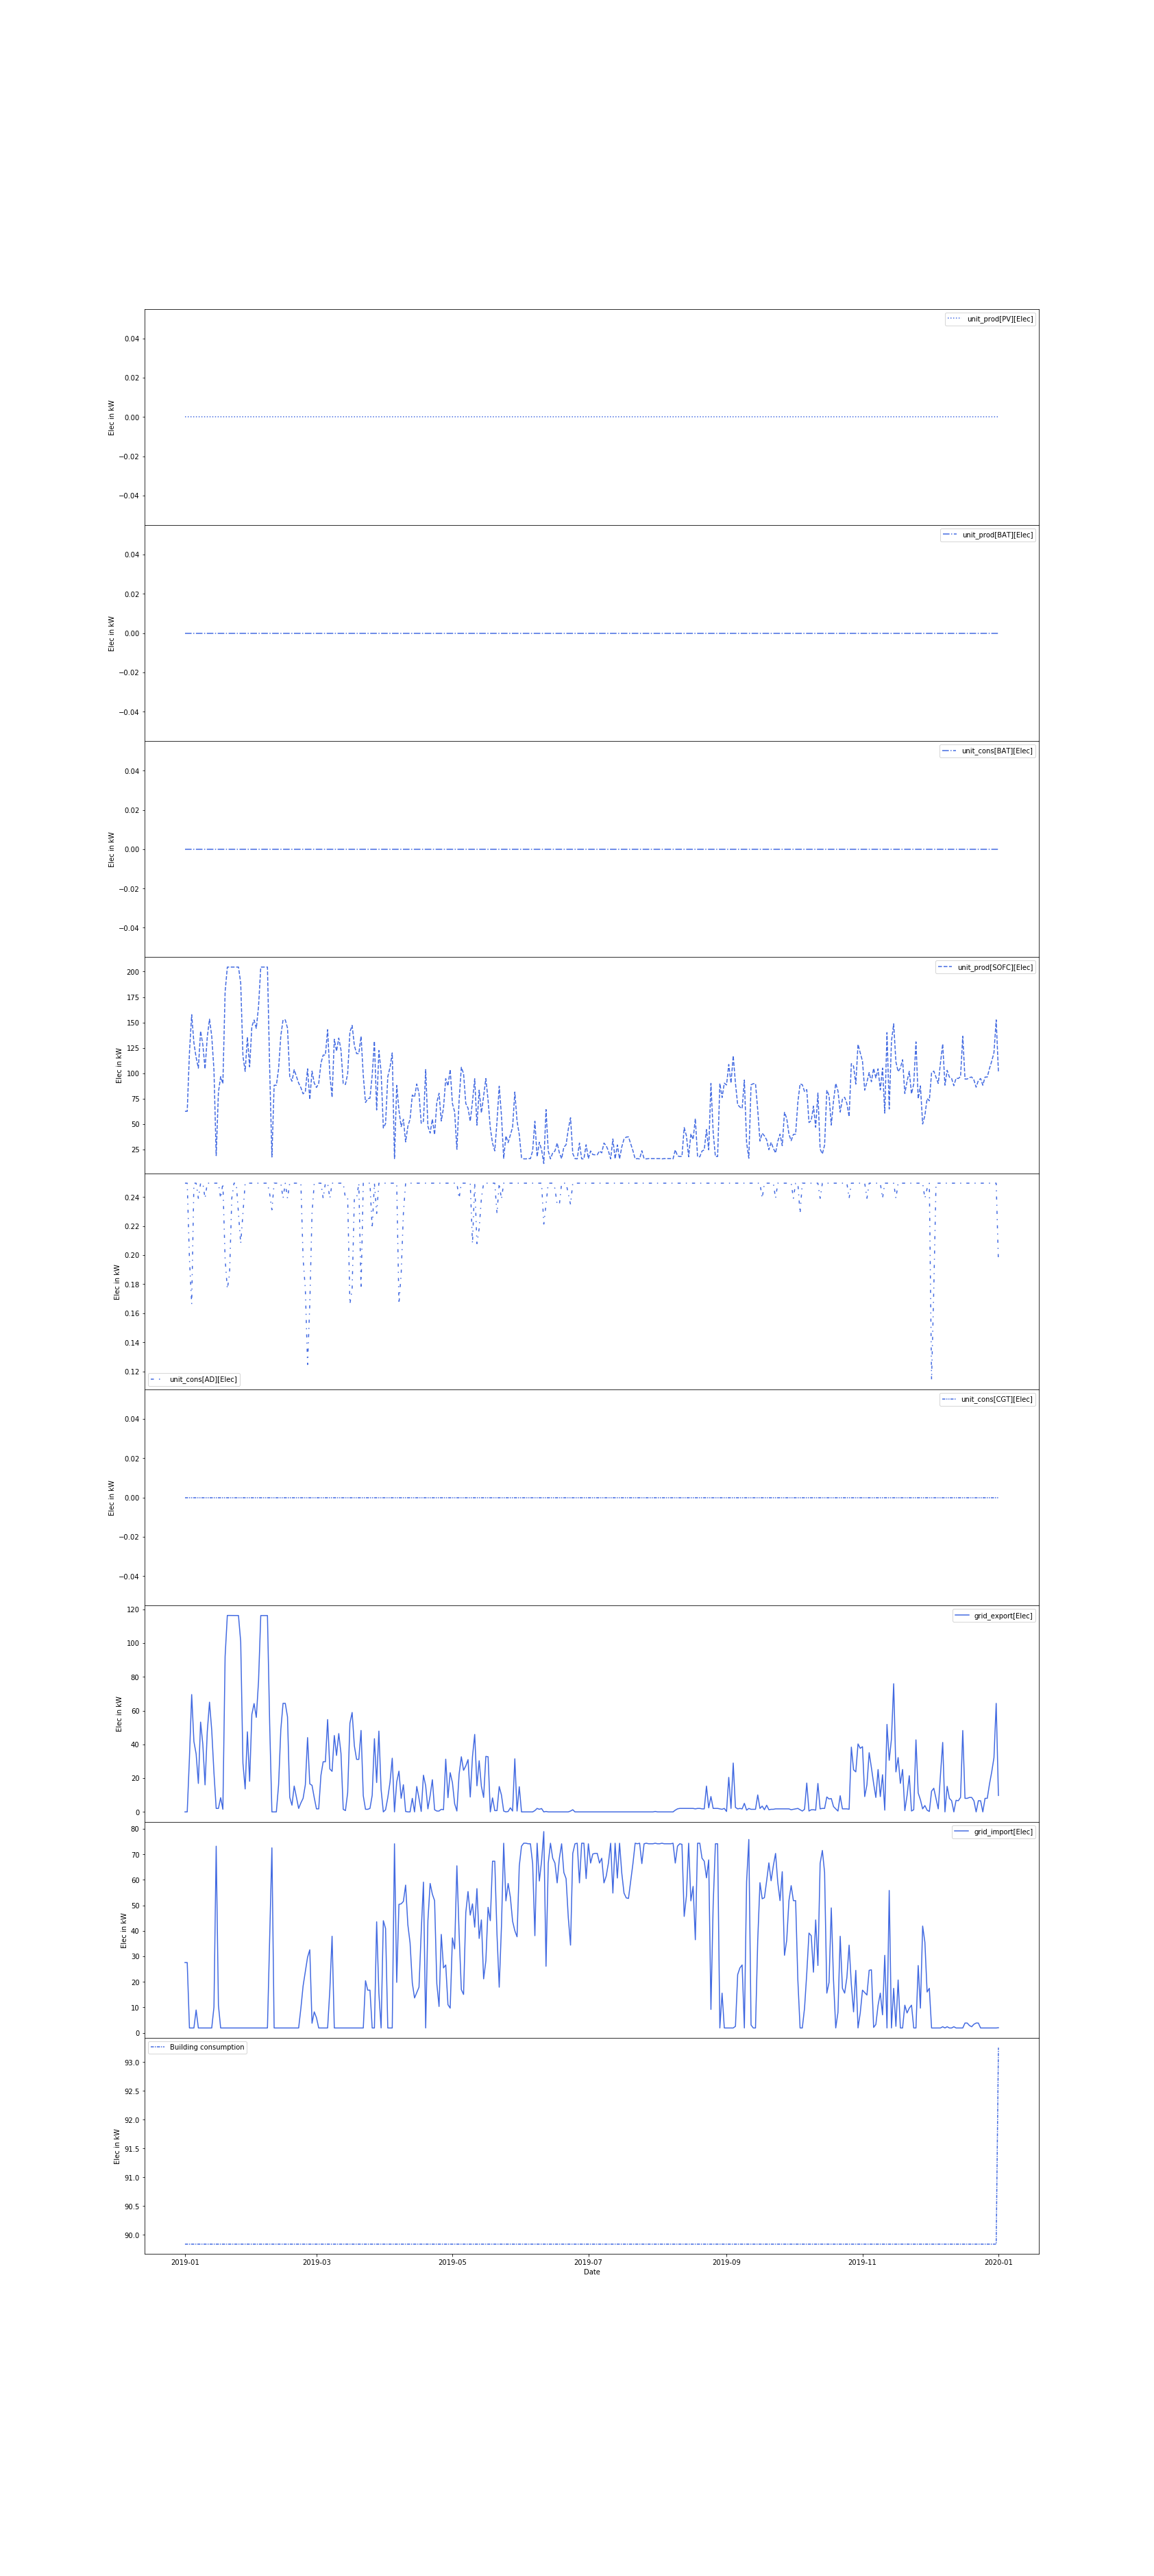 unit_prod[PV][Elec]
0.04
0.02
0.00
−0.02
−0.04
Elec in kW
unit_prod[BAT][Elec]
0.04
0.02
0.00
−0.02
−0.04
Elec in kW
unit_cons[BAT][Elec]
0.04
0.02
0.00
−0.02
−0.04
Elec in kW
unit_prod[SOFC][Elec]
200
175
150
125
100
75
50
25
Elec in kW
0.24
0.22
0.20
0.18
0.16
0.14
0.12
Elec in kW
unit_cons[AD][Elec]
unit_cons[CGT][Elec]
0.04
0.02
0.00
−0.02
−0.04
Elec in kW
grid_export[Elec]
120
100
80
60
40
20
0
Elec in kW
grid_import[Elec]
80
70
60
50
40
30
20
10
0
Elec in kW
Building consumption
93.0
92.5
92.0
91.5
91.0
90.5
90.0
Elec in kW
2019-01 2019-03 2019-05 2019-07 2019-09 2019-11 2020-01
Date